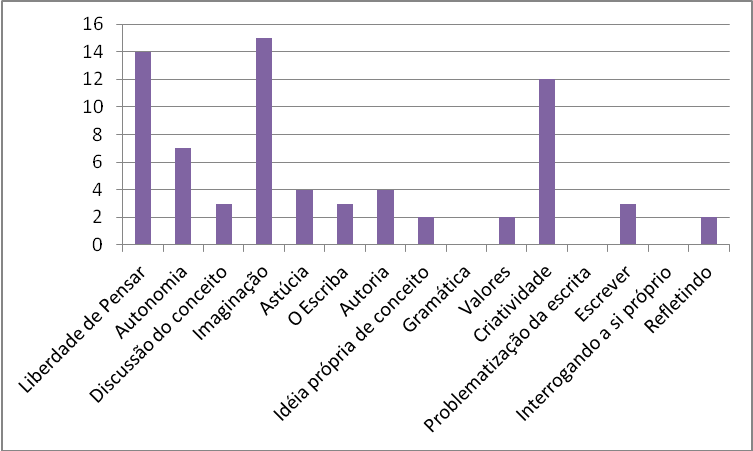 16
14
12
10
8
6
4
2
0
Liberdade de Pensar
Autonomia
Discussão do conceito
Imaginação
Astúcia
O Escriba
Autoria
Idéia própria de conceito
Gramática
Valores
Criatividade
Problematização da escrita
Escrever
Interrogando a si próprio
Refletindo